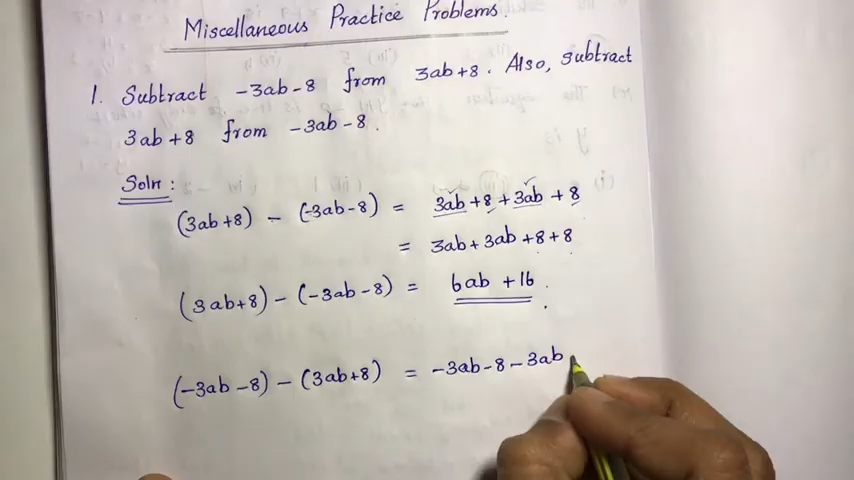 Miscellaneous Practice Problems.
1. Subtract -3ab-8 from 3ab+8. Also, subtract
3ab+8 from -3ab-8.
Soln:
(3ab+8) - (-3ab-8) = 3ab+8+3ab+8
= 3ab+3ab+8+8
(3ab+8)-(-3ab-8) = 6ab +16.
(-3ab-8)-(3ab+8) = -3ab-8-3ab